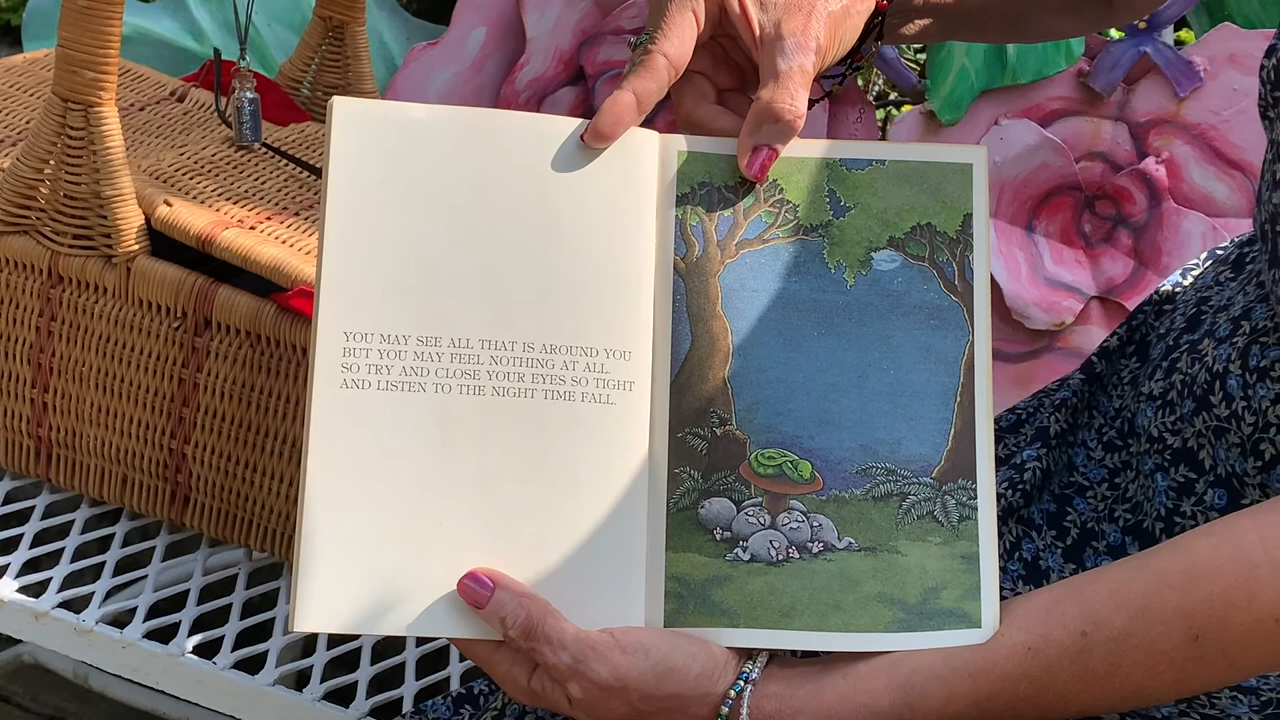 YOU MAY SEE ALL THAT IS AROUND YOU
BUT YOU MAY FEEL NOTHING AT ALL.
SO TRY AND CLOSE YOUR EYES SO TIGHT
AND LISTEN TO THE NIGHT TIME FALL.